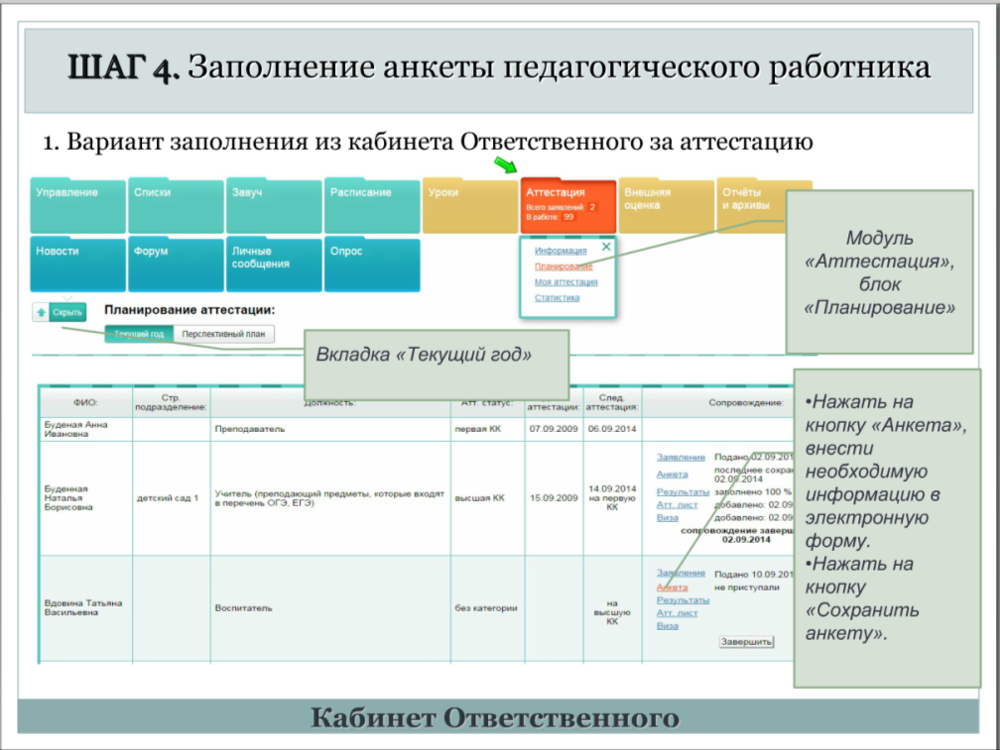 ШАГ 4. Заполнение анкеты педагогического работника
1. Вариант заполнения из кабинета Ответственного за аттестацию
Управление
Списки
Завуч
Расписание
Уроки
Аттестация
Всего заявлений: 2
В работе: 99
Внешняя
оценка
Отчёты
и архивы
Новости
Форум
Личные
сообщения
Опрос
Информация
Планирование
Моя аттестация
Статистика
Модуль
«Аттестация»,
блок
«Планирование»
Скрыть
Планирование аттестации:
Текущий год
Перспективный план
Вкладка «Текущий год»
ФИО:
Стр.
подразделение:
Должность:
Атт. статус:
аттестации:
След.
аттестация:
Сопровождение:
Буденая Анна
Ивановна
Преподаватель
первая КК
07.09.2009
06.09.2014
Буденная
Наталья
Борисовна
детский сад 1
Учитель (преподающий предметы, которые входят
в перечень ОГЭ, ЕГЭ)
высшая КК
15.09.2009
14.09.2014
на первую
КК
Заявление Подано 02.09.201
Анкета последнее сохра
02.09.2014
Результаты заполнено 100 %
Атт. лист добавлено: 02.09
Виза добавлено: 02.09
сопровождение заверш
02.09.2014
Вдовина Татьяна
Васильевна
Воспитатель
без категории
на
высшую
КК
Заявление Подано 10.09.201
Анкета не приступали
Результаты
Атт. лист
Виза
Завершить
•Нажать на
кнопку «Анкета»,
внести
необходимую
информацию в
электронную
форму.
•Нажать на
кнопку
«Сохранить
анкету».
Кабинет Ответственного